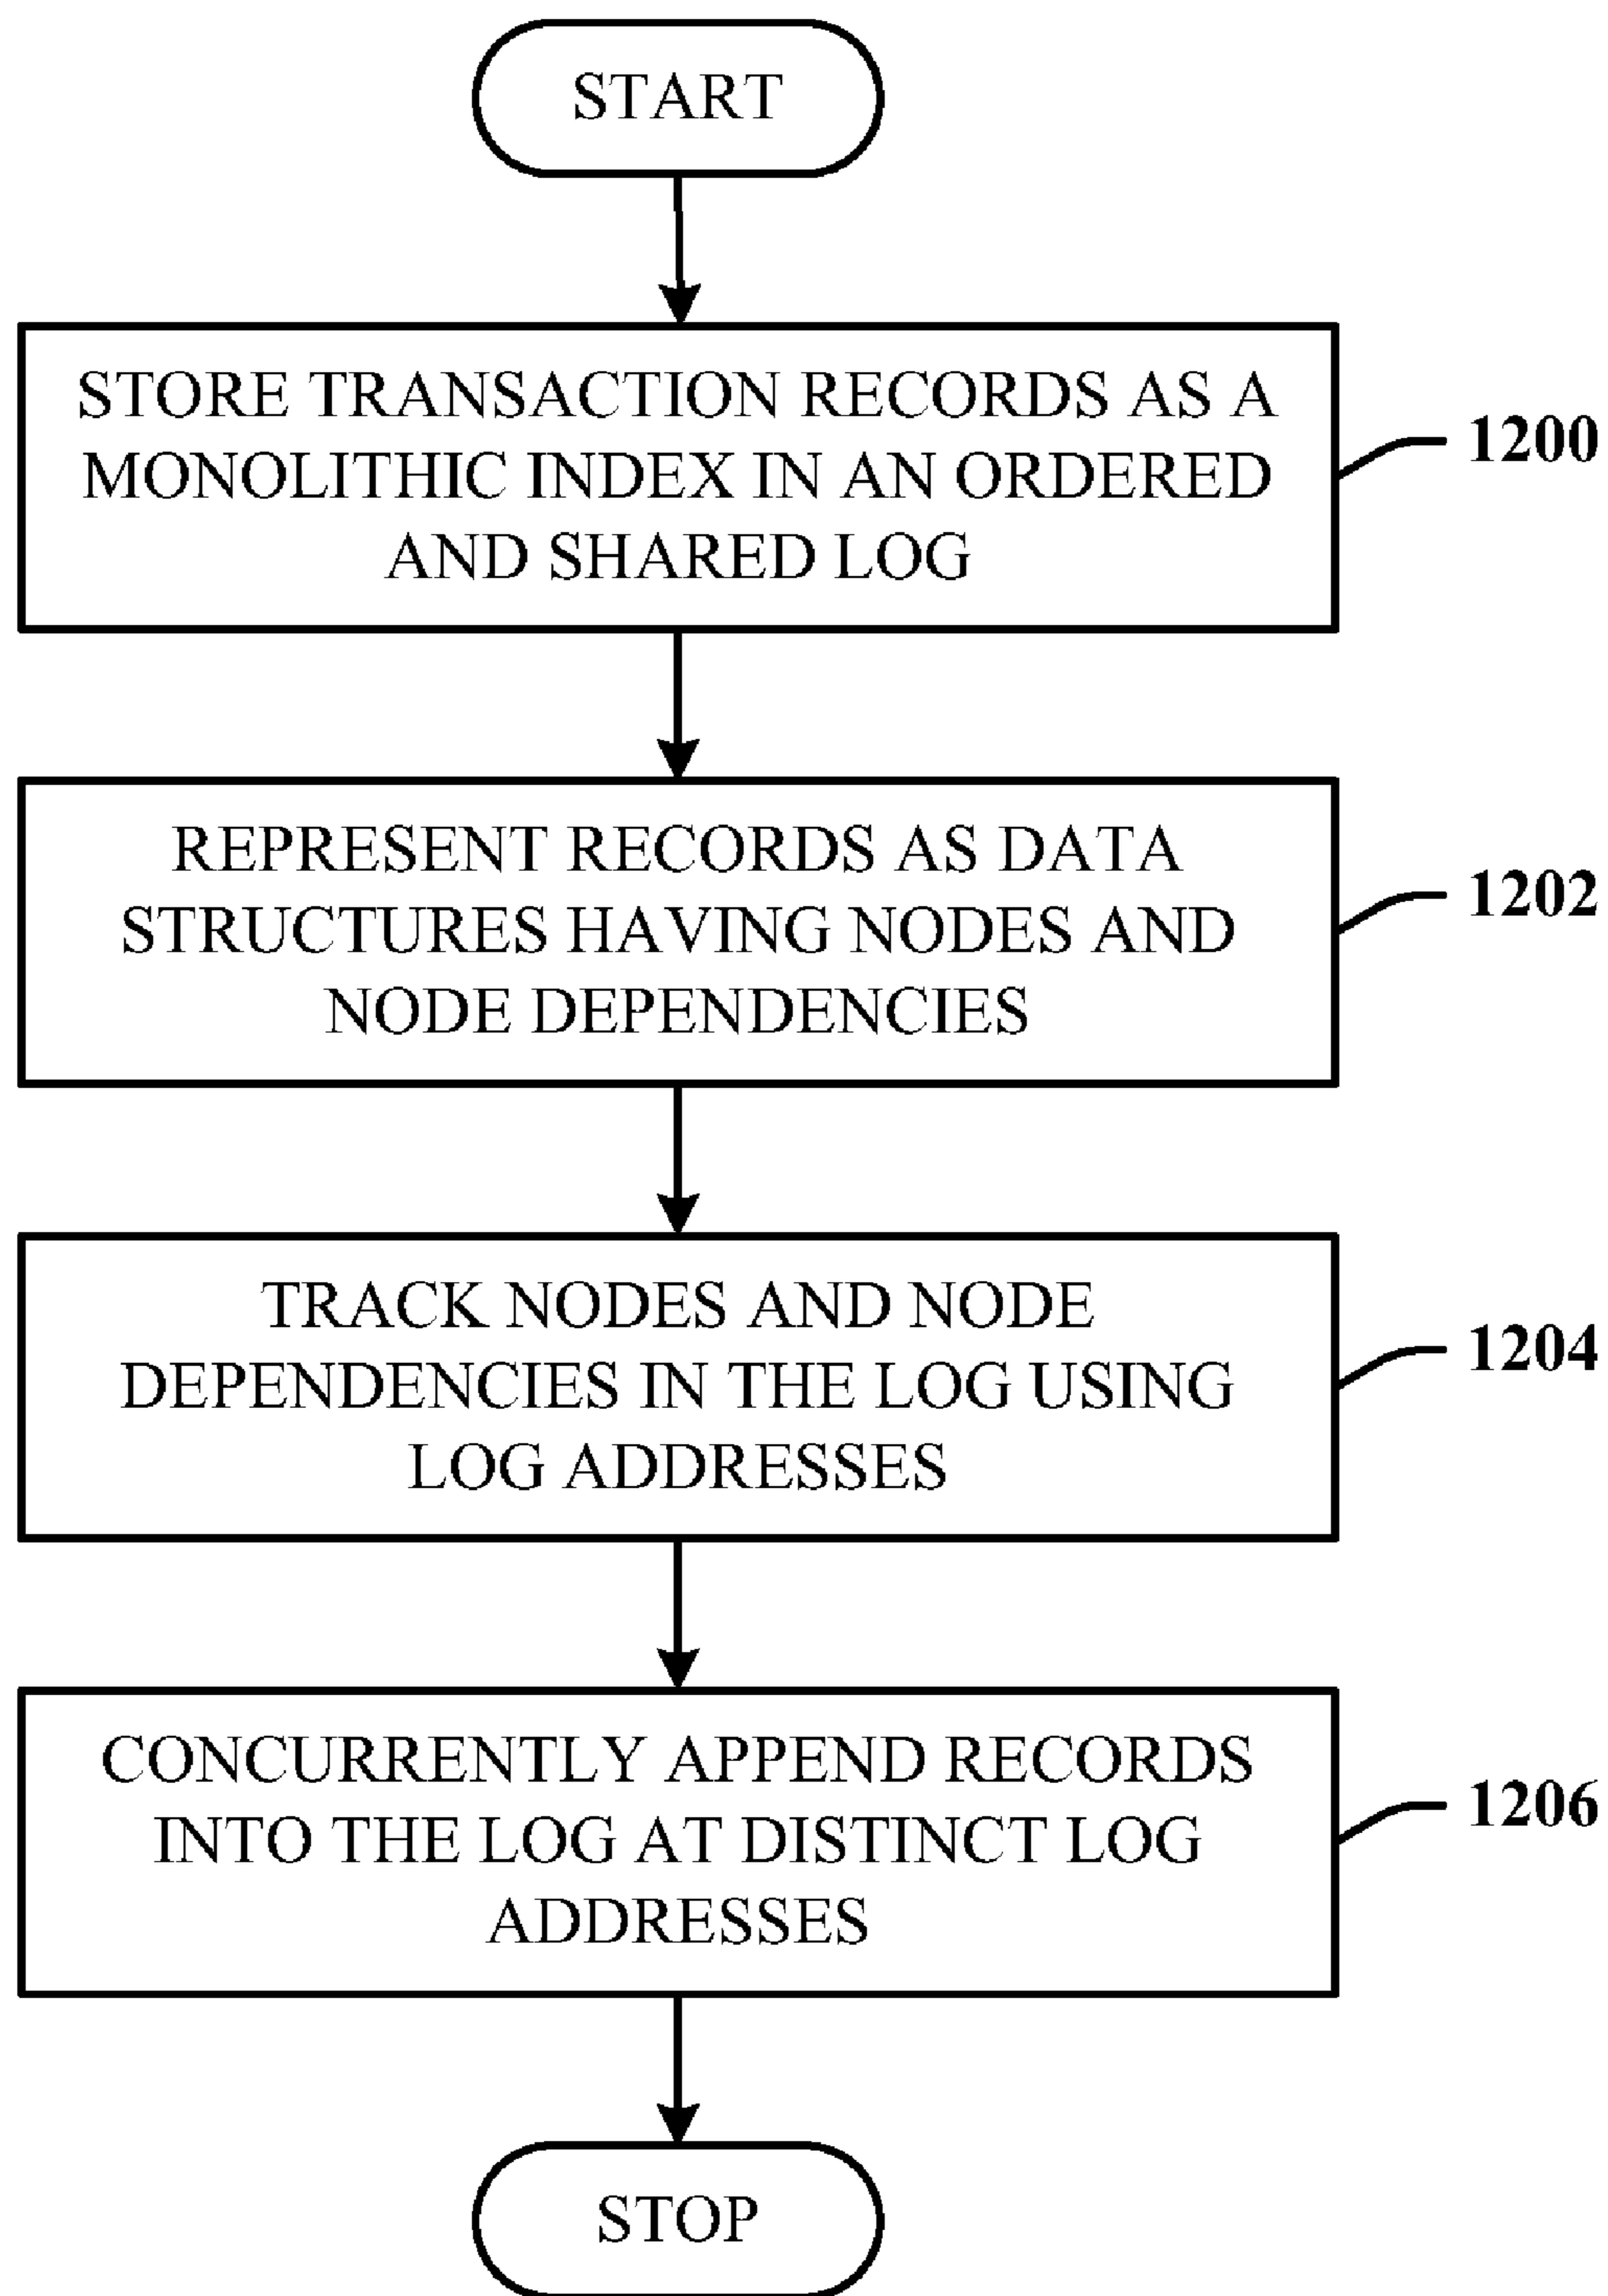 START
STORE TRANSACTION RECORDS AS A
MONOLITHIC INDEX IN AN ORDERED
AND SHARED LOG
1200
REPRESENT RECORDS AS DATA
STRUCTURES HAVING NODES AND
NODE DEPENDENCIES
1202
TRACK NODES AND NODE
DEPENDENCIES IN THE LOG USING
LOG ADDRESSES
1204
CONCURRENTLY APPEND RECORDS
INTO THE LOG AT DISTINCT LOG
ADDRESSES
1206
STOP